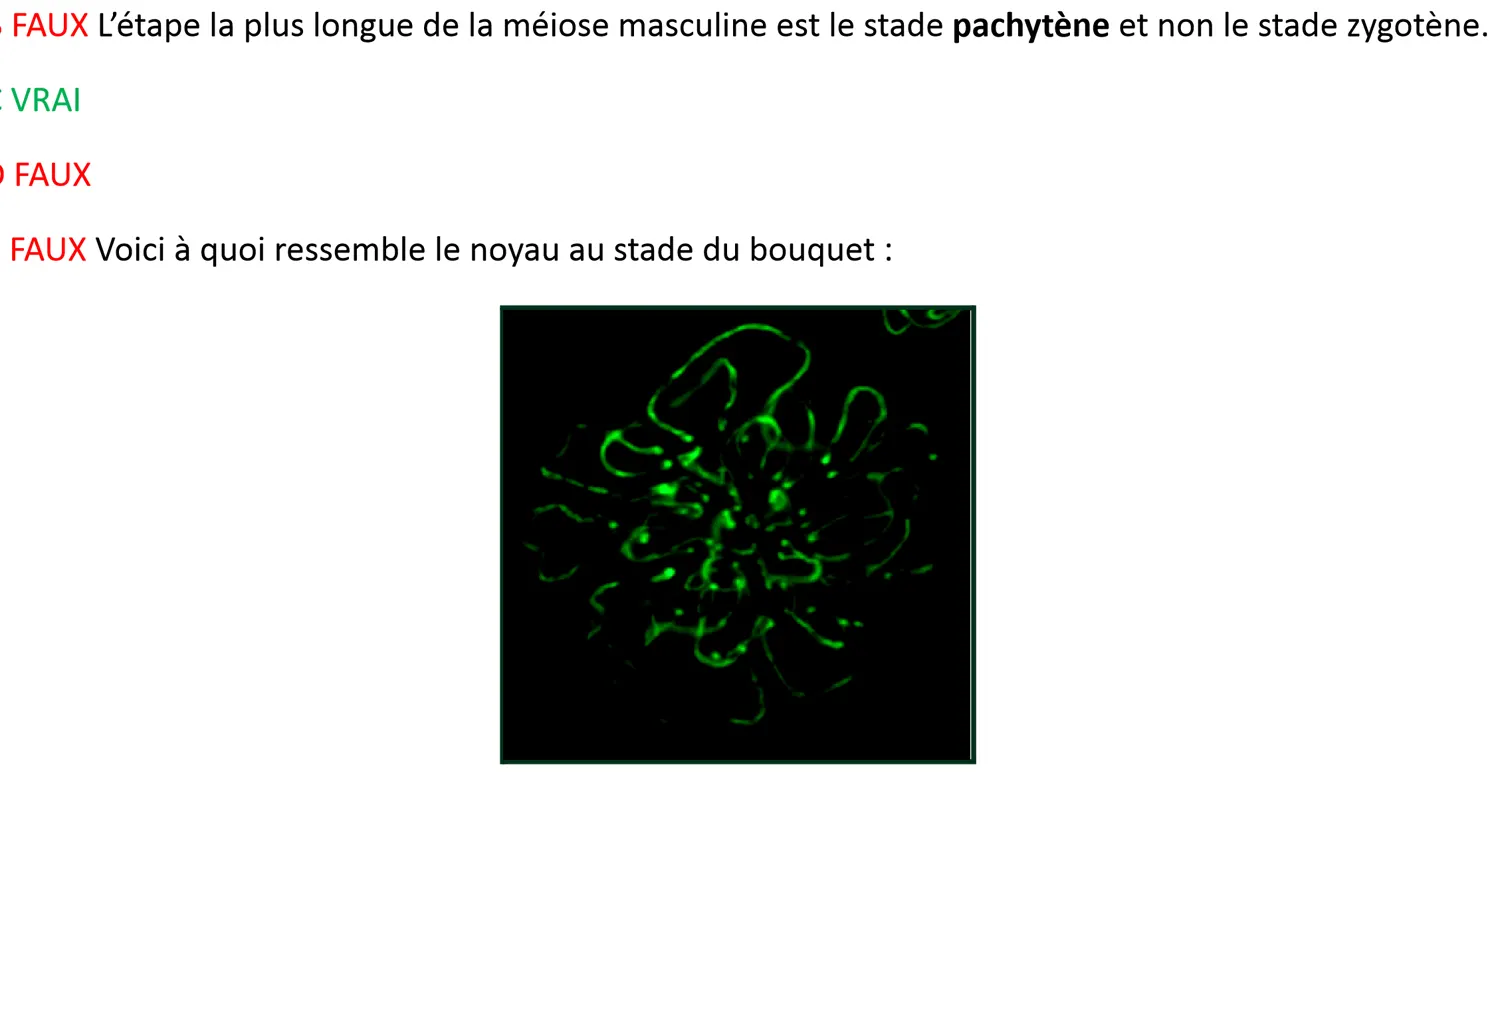 FAUX L’étape la plus longue de la méiose masculine est le stade pachytène et non le stade zygotène.
VRAI
FAUX
FAUX Voici à quoi ressemble le noyau au stade du bouquet :